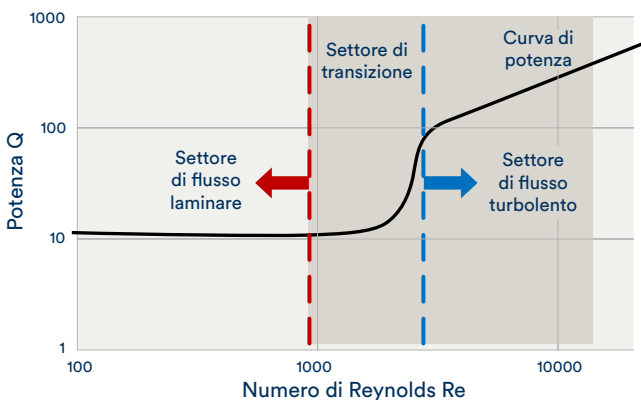 1000
Settore di
transizione
Curva di
potenza
100
Settore
di flusso
laminare
Settore
di flusso
turbolento
Potenza Q
10
1
100
1000
10000
Numero di Reynolds Re